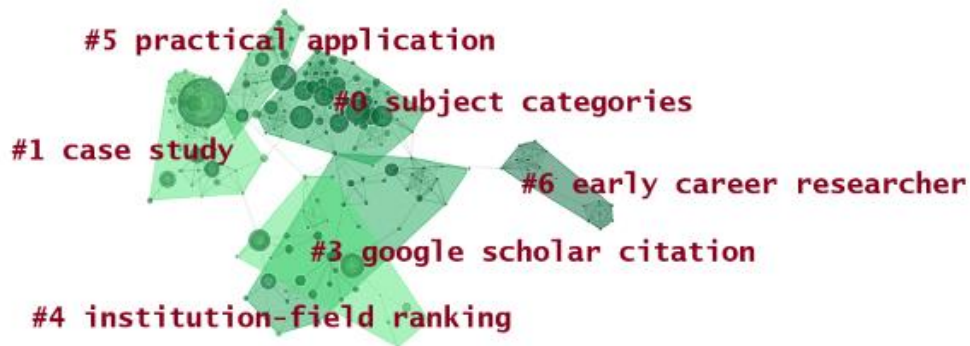 #5 practical application
#0 subject categories
#1 case study
#6 early career researcher
#3 google scholar citation
#4 institution-field ranking